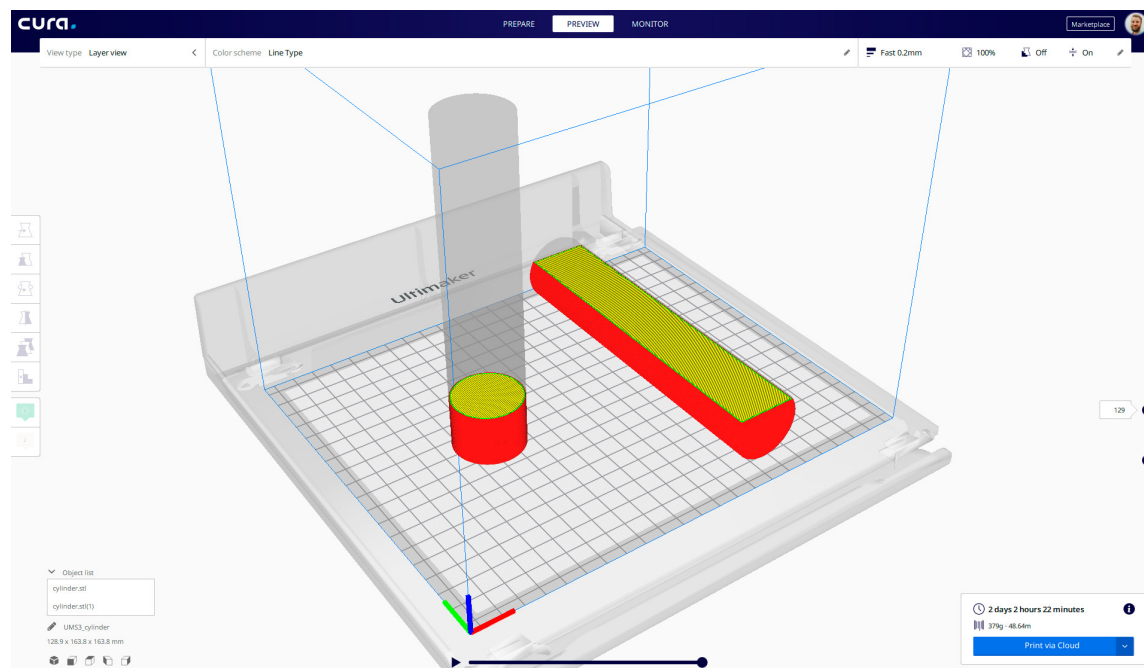 cura.
PREPARE PREVIEW MONITOR
Marketplace
View type Layer view
Color scheme Line Type
Fast 0.2mm 100% Off On
Ultimaker
129
Object list
cylinder.stl
cylinder.stl(1)
UMS3_cylinder
128.9 x 163.8 x 163.8 mm
2 days 2 hours 22 minutes
379g · 48.64m
Print via Cloud